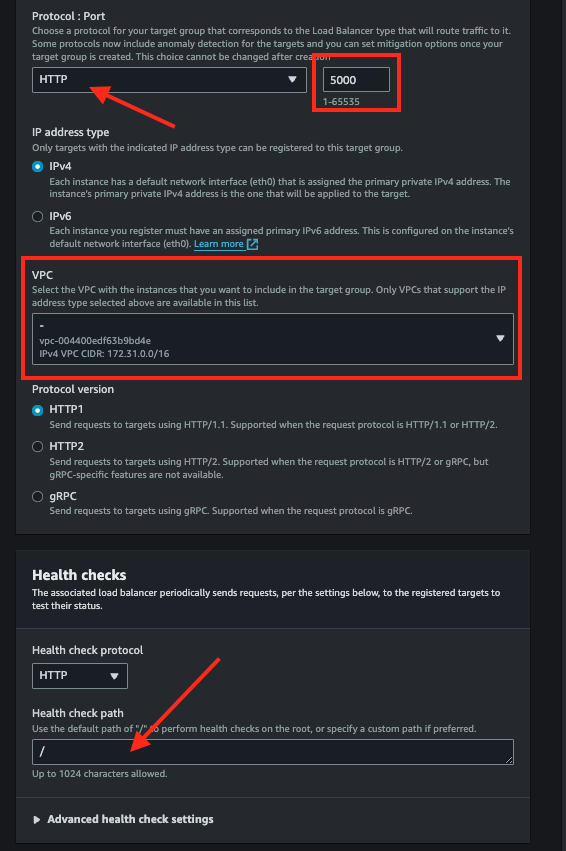 Protocol : Port
Choose a protocol for your target group that corresponds to the Load Balancer type that will route traffic to it.
Some protocols now include anomaly detection for the targets and you can set mitigation options once your
target group is created. This choice cannot be changed after creation
HTTP
5000
1-65535
IP address type
Only targets with the indicated IP address type can be registered to this target group.
IPv4
Each instance has a default network interface (eth0) that is assigned the primary private IPv4 address. The
instance's primary private IPv4 address is the one that will be applied to the target.
IPv6
Each instance you register must have an assigned primary IPv6 address. This is configured on the instance's
default network interface (eth0). Learn more
VPC
Select the VPC with the instances that you want to include in the target group. Only VPCs that support the IP
address type selected above are available in this list.
-
vpc-004400edf63b9bd4e
IPv4 VPC CIDR: 172.31.0.0/16
Protocol version
HTTP1
Send requests to targets using HTTP/1.1. Supported when the request protocol is HTTP/1.1 or HTTP/2.
HTTP2
Send requests to targets using HTTP/2. Supported when the request protocol is HTTP/2 or gRPC, but
gRPC-specific features are not available.
gRPC
Send requests to targets using gRPC. Supported when the request protocol is gRPC.
Health checks
The associated load balancer periodically sends requests, per the settings below, to the registered targets to
test their status.
Health check protocol
HTTP
Health check path
Use the default path of "/" to perform health checks on the root, or specify a custom path if preferred.
/
Up to 1024 characters allowed.
Advanced health check settings